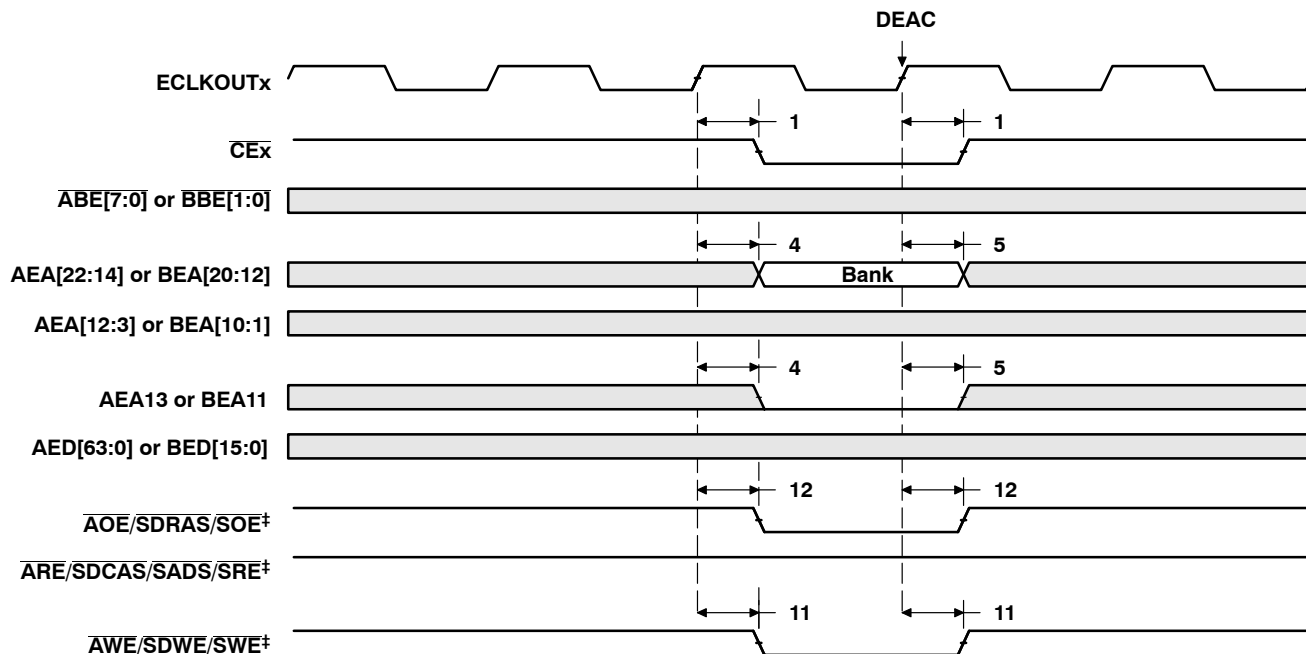 DEAC
ECLKOUTx
1 1
CEx
ABE[7:0] or BBE[1:0]
4 5
AEA[22:14] or BEA[20:12] Bank
AEA[12:3] or BEA[10:1]
4 5
AEA13 or BEA11
AED[63:0] or BED[15:0]
12 12
AOE/SDRAS/SOE‡
ARE/SDCAS/SADS/SRE‡
11 11
AWE/SDWE/SWE‡